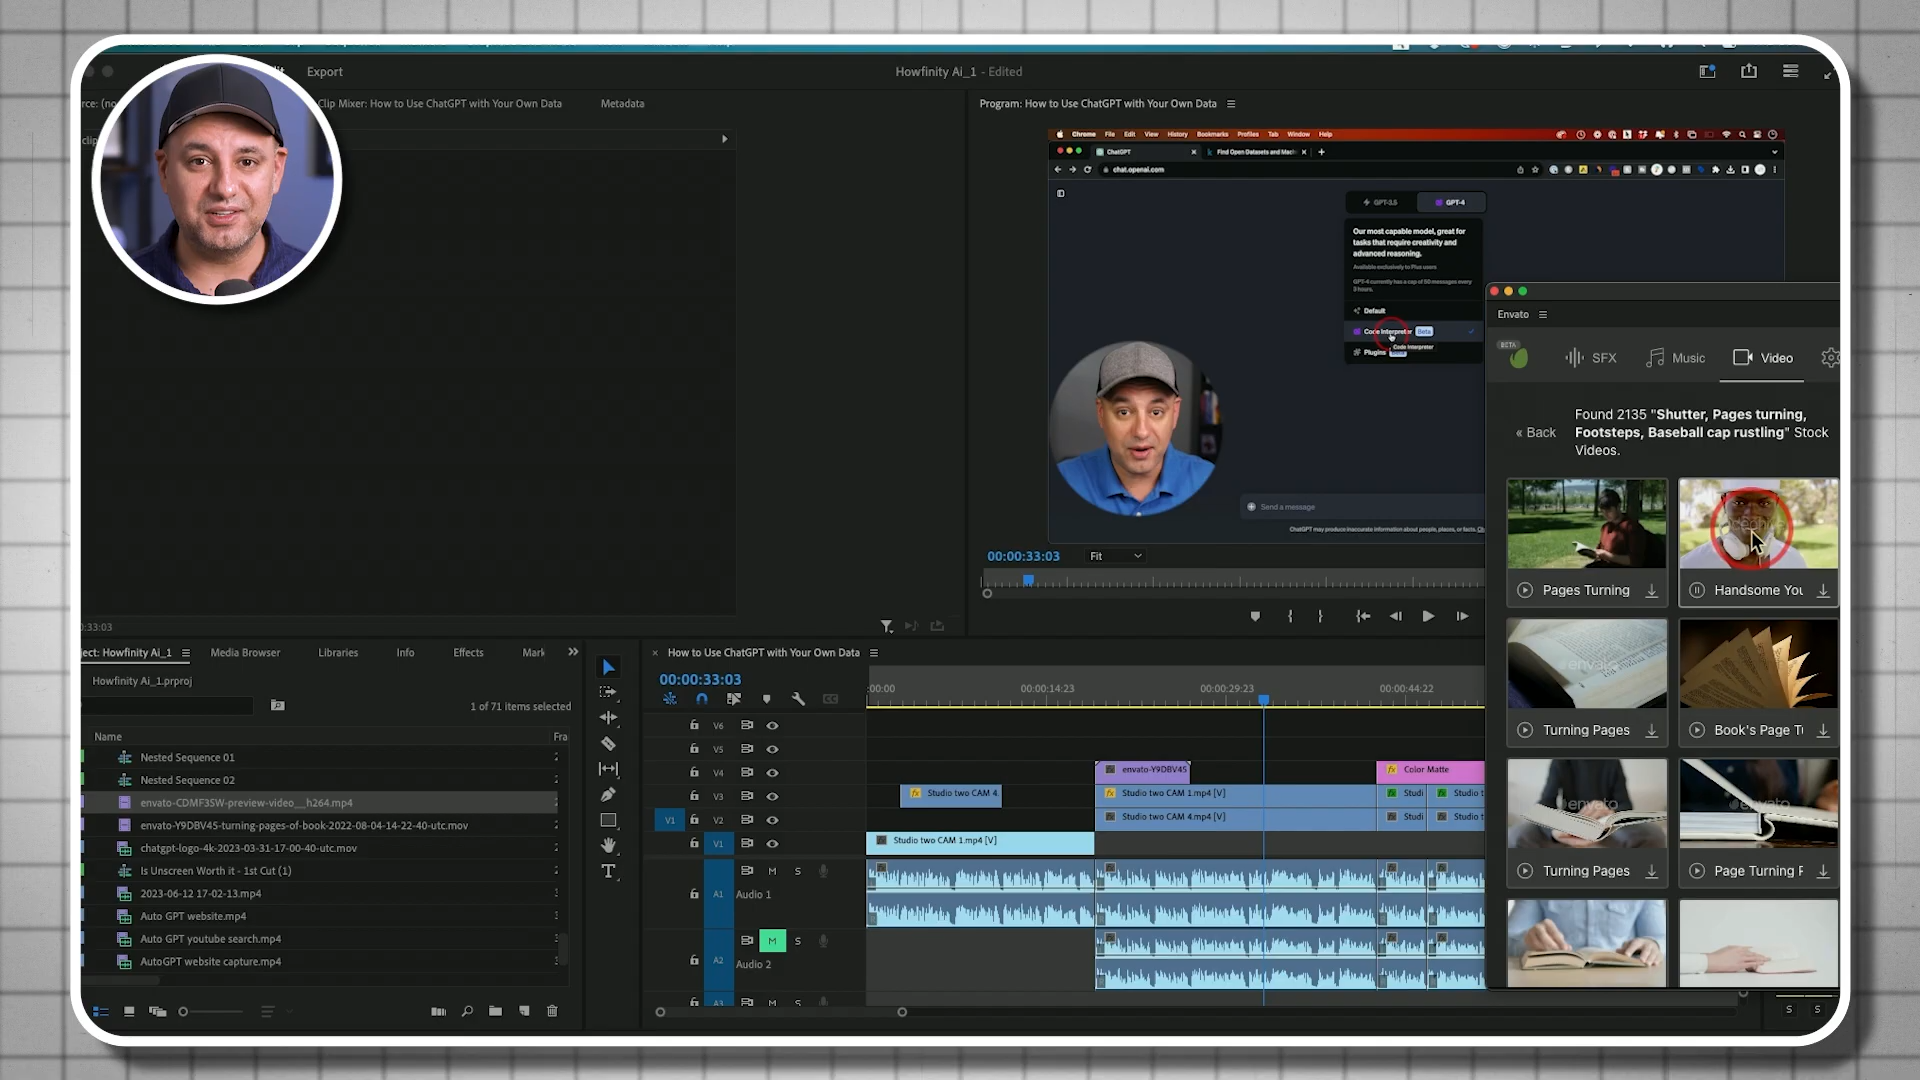 Export
Howfinity Ai_1 - Edited
Clip Mixer: How to Use ChatGPT with Your Own Data
Metadata
Program: How to Use ChatGPT with Your Own Data
Chrome File Edit View History Bookmarks Profiles Tab Window Help
ChatGPT
Find Open Datasets and Mach
chat.openai.com
GPT-3.5
GPT-4
Our most capable model, great for
tasks that require creativity and
advanced reasoning.
Available exclusively to Plus users
GPT-4 currently has a cap of 50 messages every
3 hours.
Default
Code Interpreter Beta
Code Interpreter
Plugins Beta
Send a message
ChatGPT may produce inaccurate information about people, places, or facts.
00:00:33:03
Fit
Envato
BETA
SFX
Music
Video
« Back
Found 2135 "Shutter, Pages turning,
Footsteps, Baseball cap rustling" Stock
Videos.
Pages Turning
Handsome You
envato
Turning Pages
Book's Page T
envato
envato
Turning Pages
Page Turning F
:33:03
ject: Howfinity Ai_1
Media Browser
Libraries
Info
Effects
Mark
Howfinity Ai_1.prproj
1 of 71 items selected
Name
Fra
Nested Sequence 01
Nested Sequence 02
envato-CDMF3SW-preview-video__h264.mp4
envato-Y9DBV4S-turning-pages-of-book-2022-08-04-14-22-40-utc.mov
chatgpt-logo-4k-2023-03-31-17-00-40-utc.mov
Is Unscreen Worth it - 1st Cut (1)
2023-06-12 17-02-13.mp4
Auto GPT website.mp4
Auto GPT youtube search.mp4
AutoGPT website capture.mp4
How to Use ChatGPT with Your Own Data
00:00:33:03
:00:00
00:00:14:23
00:00:29:23
00:00:44:22
V6
V5
V4
envato-Y9DBV4S
Color Matte
V3
Studio two CAM 4
Studio two CAM 1.mp4 [V]
Studi
Studio t
V1
V2
Studio two CAM 4.mp4 [V]
Studi
Studio t
V1
Studio two CAM 1.mp4 [V]
M S
A1
Audio 1
M S
A2
Audio 2
A3
M S
S S